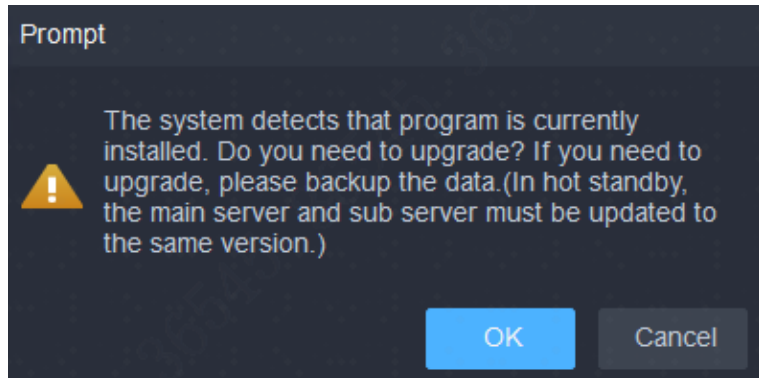 Prompt
The system detects that program is currently
installed. Do you need to upgrade? If you need to
upgrade, please backup the data.(In hot standby,
the main server and sub server must be updated to
the same version.)
OK
Cancel